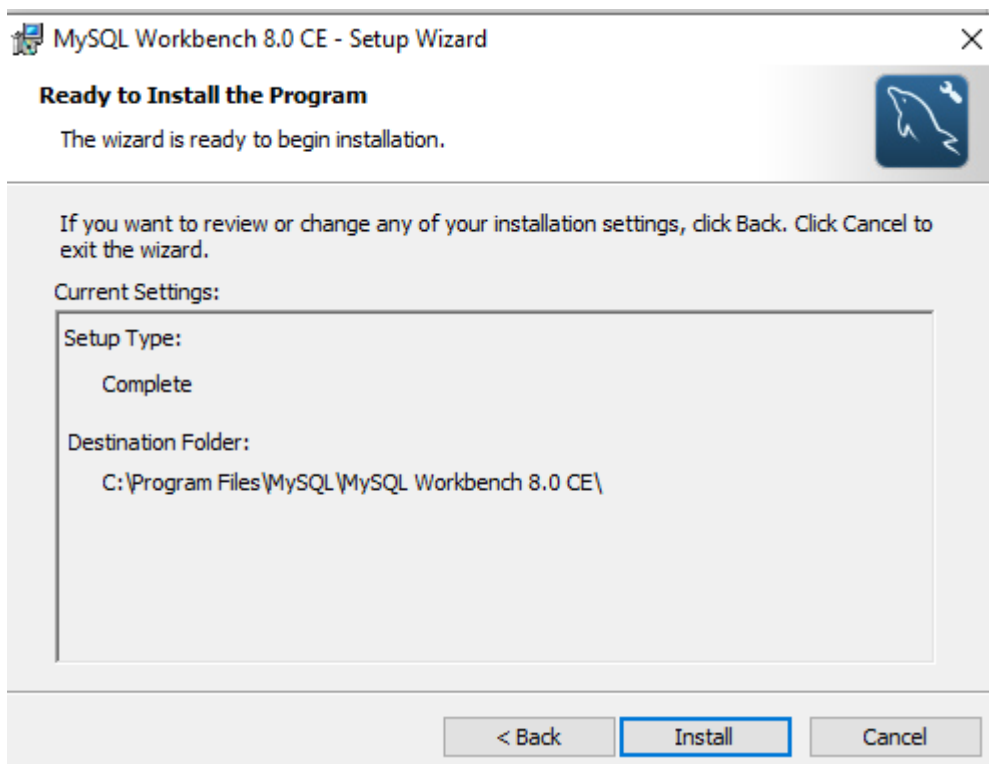 MySQL Workbench 8.0 CE - Setup Wizard
Ready to Install the Program
The wizard is ready to begin installation.
If you want to review or change any of your installation settings, click Back. Click Cancel to
exit the wizard.
Current Settings:
Setup Type:
Complete
Destination Folder:
C:\Program Files\MySQL\MySQL Workbench 8.0 CE\
< Back
Install
Cancel